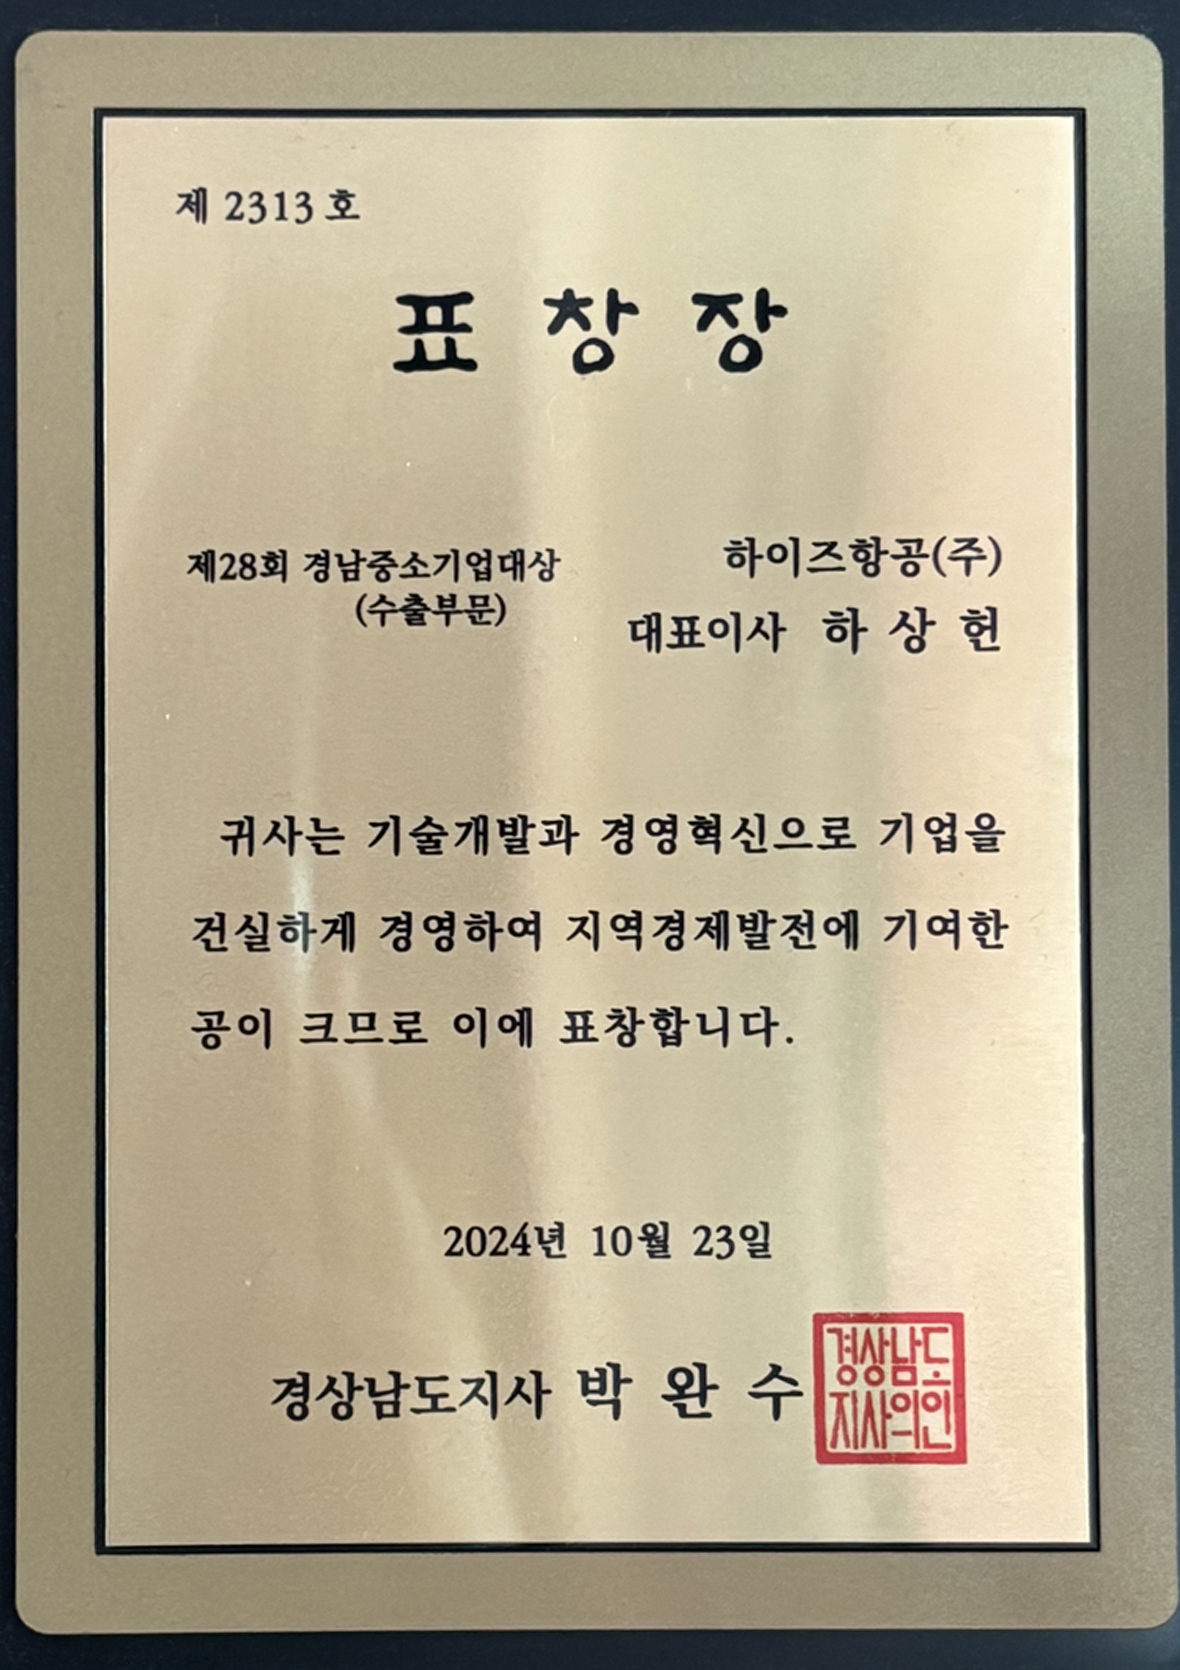 제 2313 호
표 창 장
제28회 경남중소기업대상
(수출부문)
하이즈항공(주)
대표이사 하 상 헌
귀사는 기술개발과 경영혁신으로 기업을
건실하게 경영하여 지역경제발전에 기여한
공이 크므로 이에 표창합니다.
2024년 10월 23일
경상남도지사 박 완 수
경상남도
지사의인